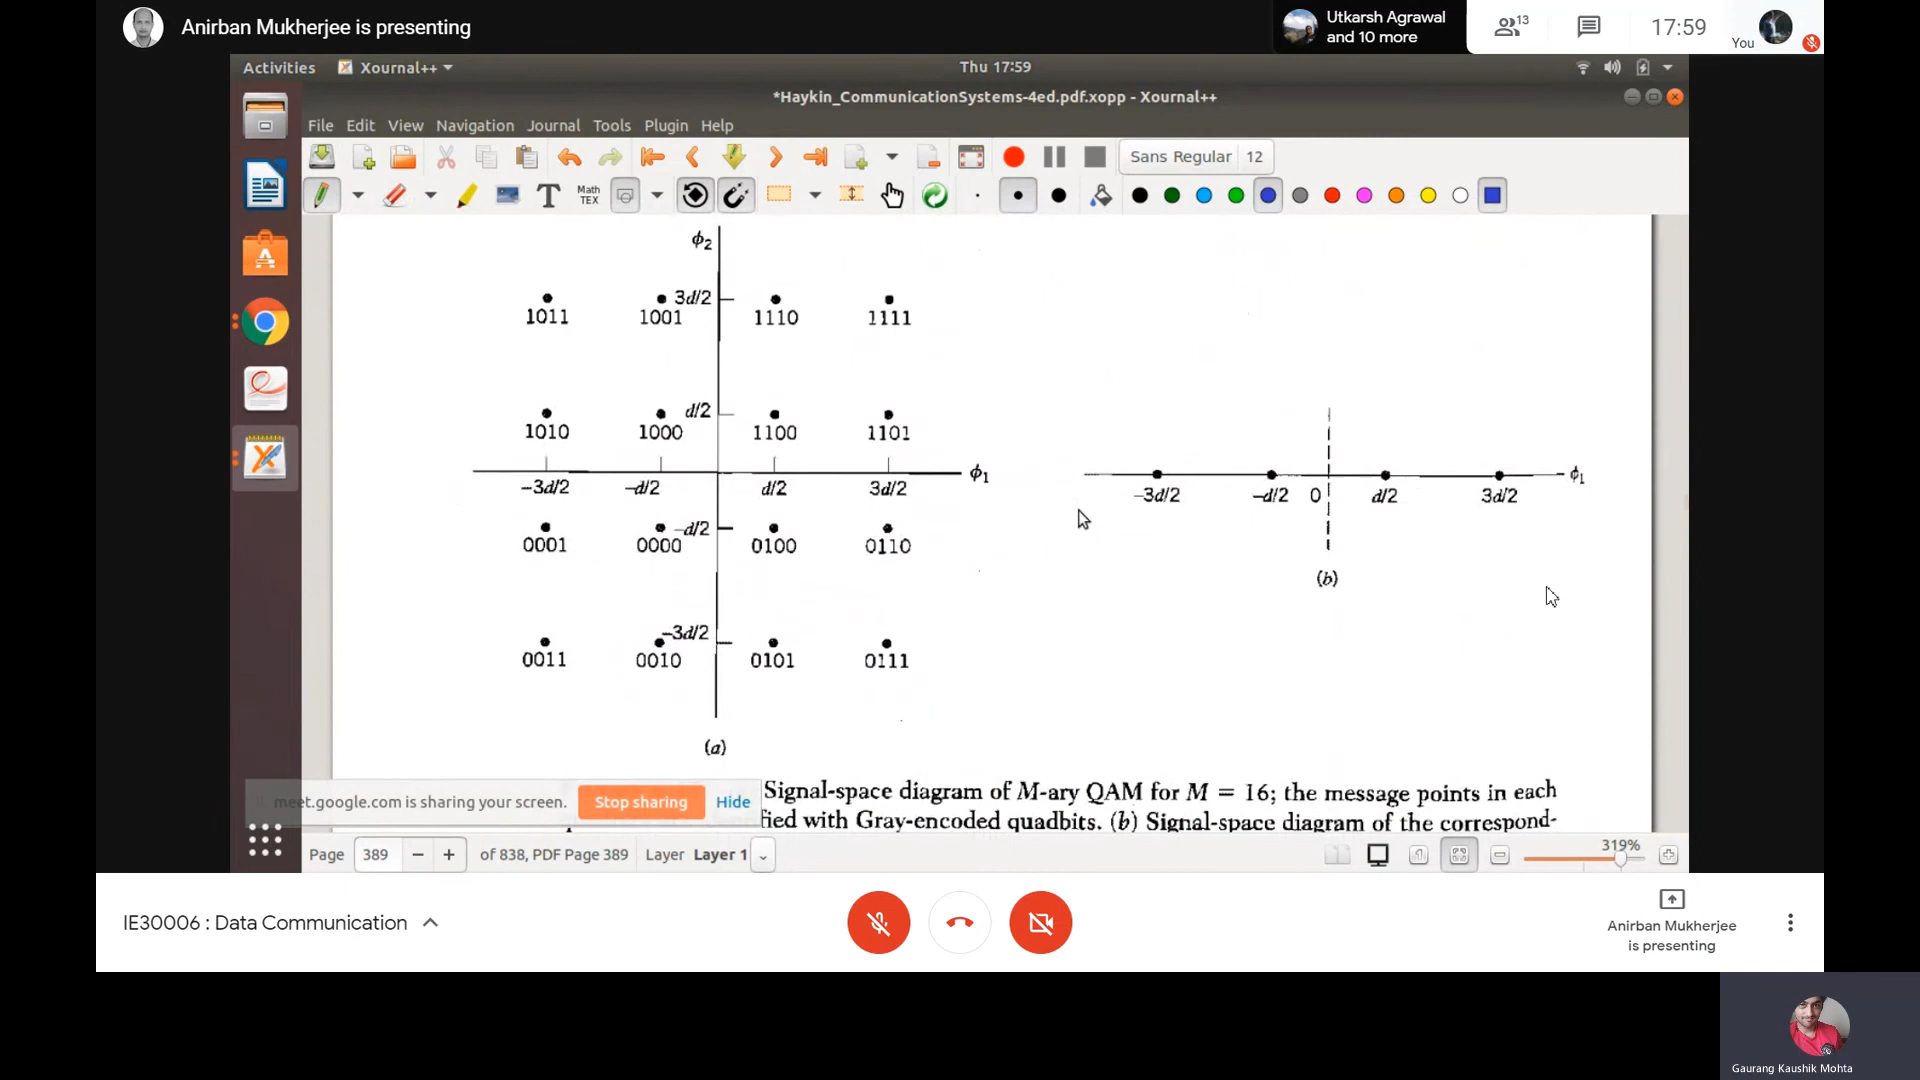 Anirban Mukherjee is presenting
Utkarsh Agrawal
and 10 more
13
17:59
You
Activities
Xournal++
Thu 17:59
*Haykin_CommunicationSystems-4ed.pdf.xopp - Xournal++
File Edit View Navigation Journal Tools Plugin Help
Sans Regular 12
Math
TEX
ϕ2
3d/2
1011 1001 1110 1111
d/2
1010 1000 1100 1101
ϕ1
–3d/2 –d/2 d/2 3d/2
–d/2
0001 0000 0100 0110
–3d/2
0011 0010 0101 0111
(a)
ϕ1
–3d/2 –d/2 0 d/2 3d/2
(b)
Signal-space diagram of M-ary QAM for M = 16; the message points in each
fied with Gray-encoded quadbits. (b) Signal-space diagram of the correspond-
meet.google.com is sharing your screen. Stop sharing Hide
Page 389 − + of 838, PDF Page 389 Layer Layer 1
319%
IE30006 : Data Communication
Anirban Mukherjee
is presenting
Gaurang Kaushik Mohta